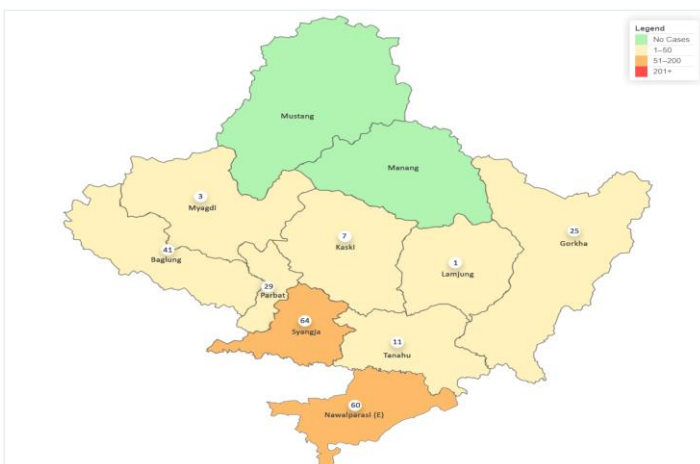 Legend
No Cases
1–50
51–200
201+
Mustang
Manang
3
Myagdi
25
Gorkha
7
Kaski
41
Baglung
1
Lamjung
29
Parbat
64
Syangja
11
Tanahu
60
Nawalparasi (E)